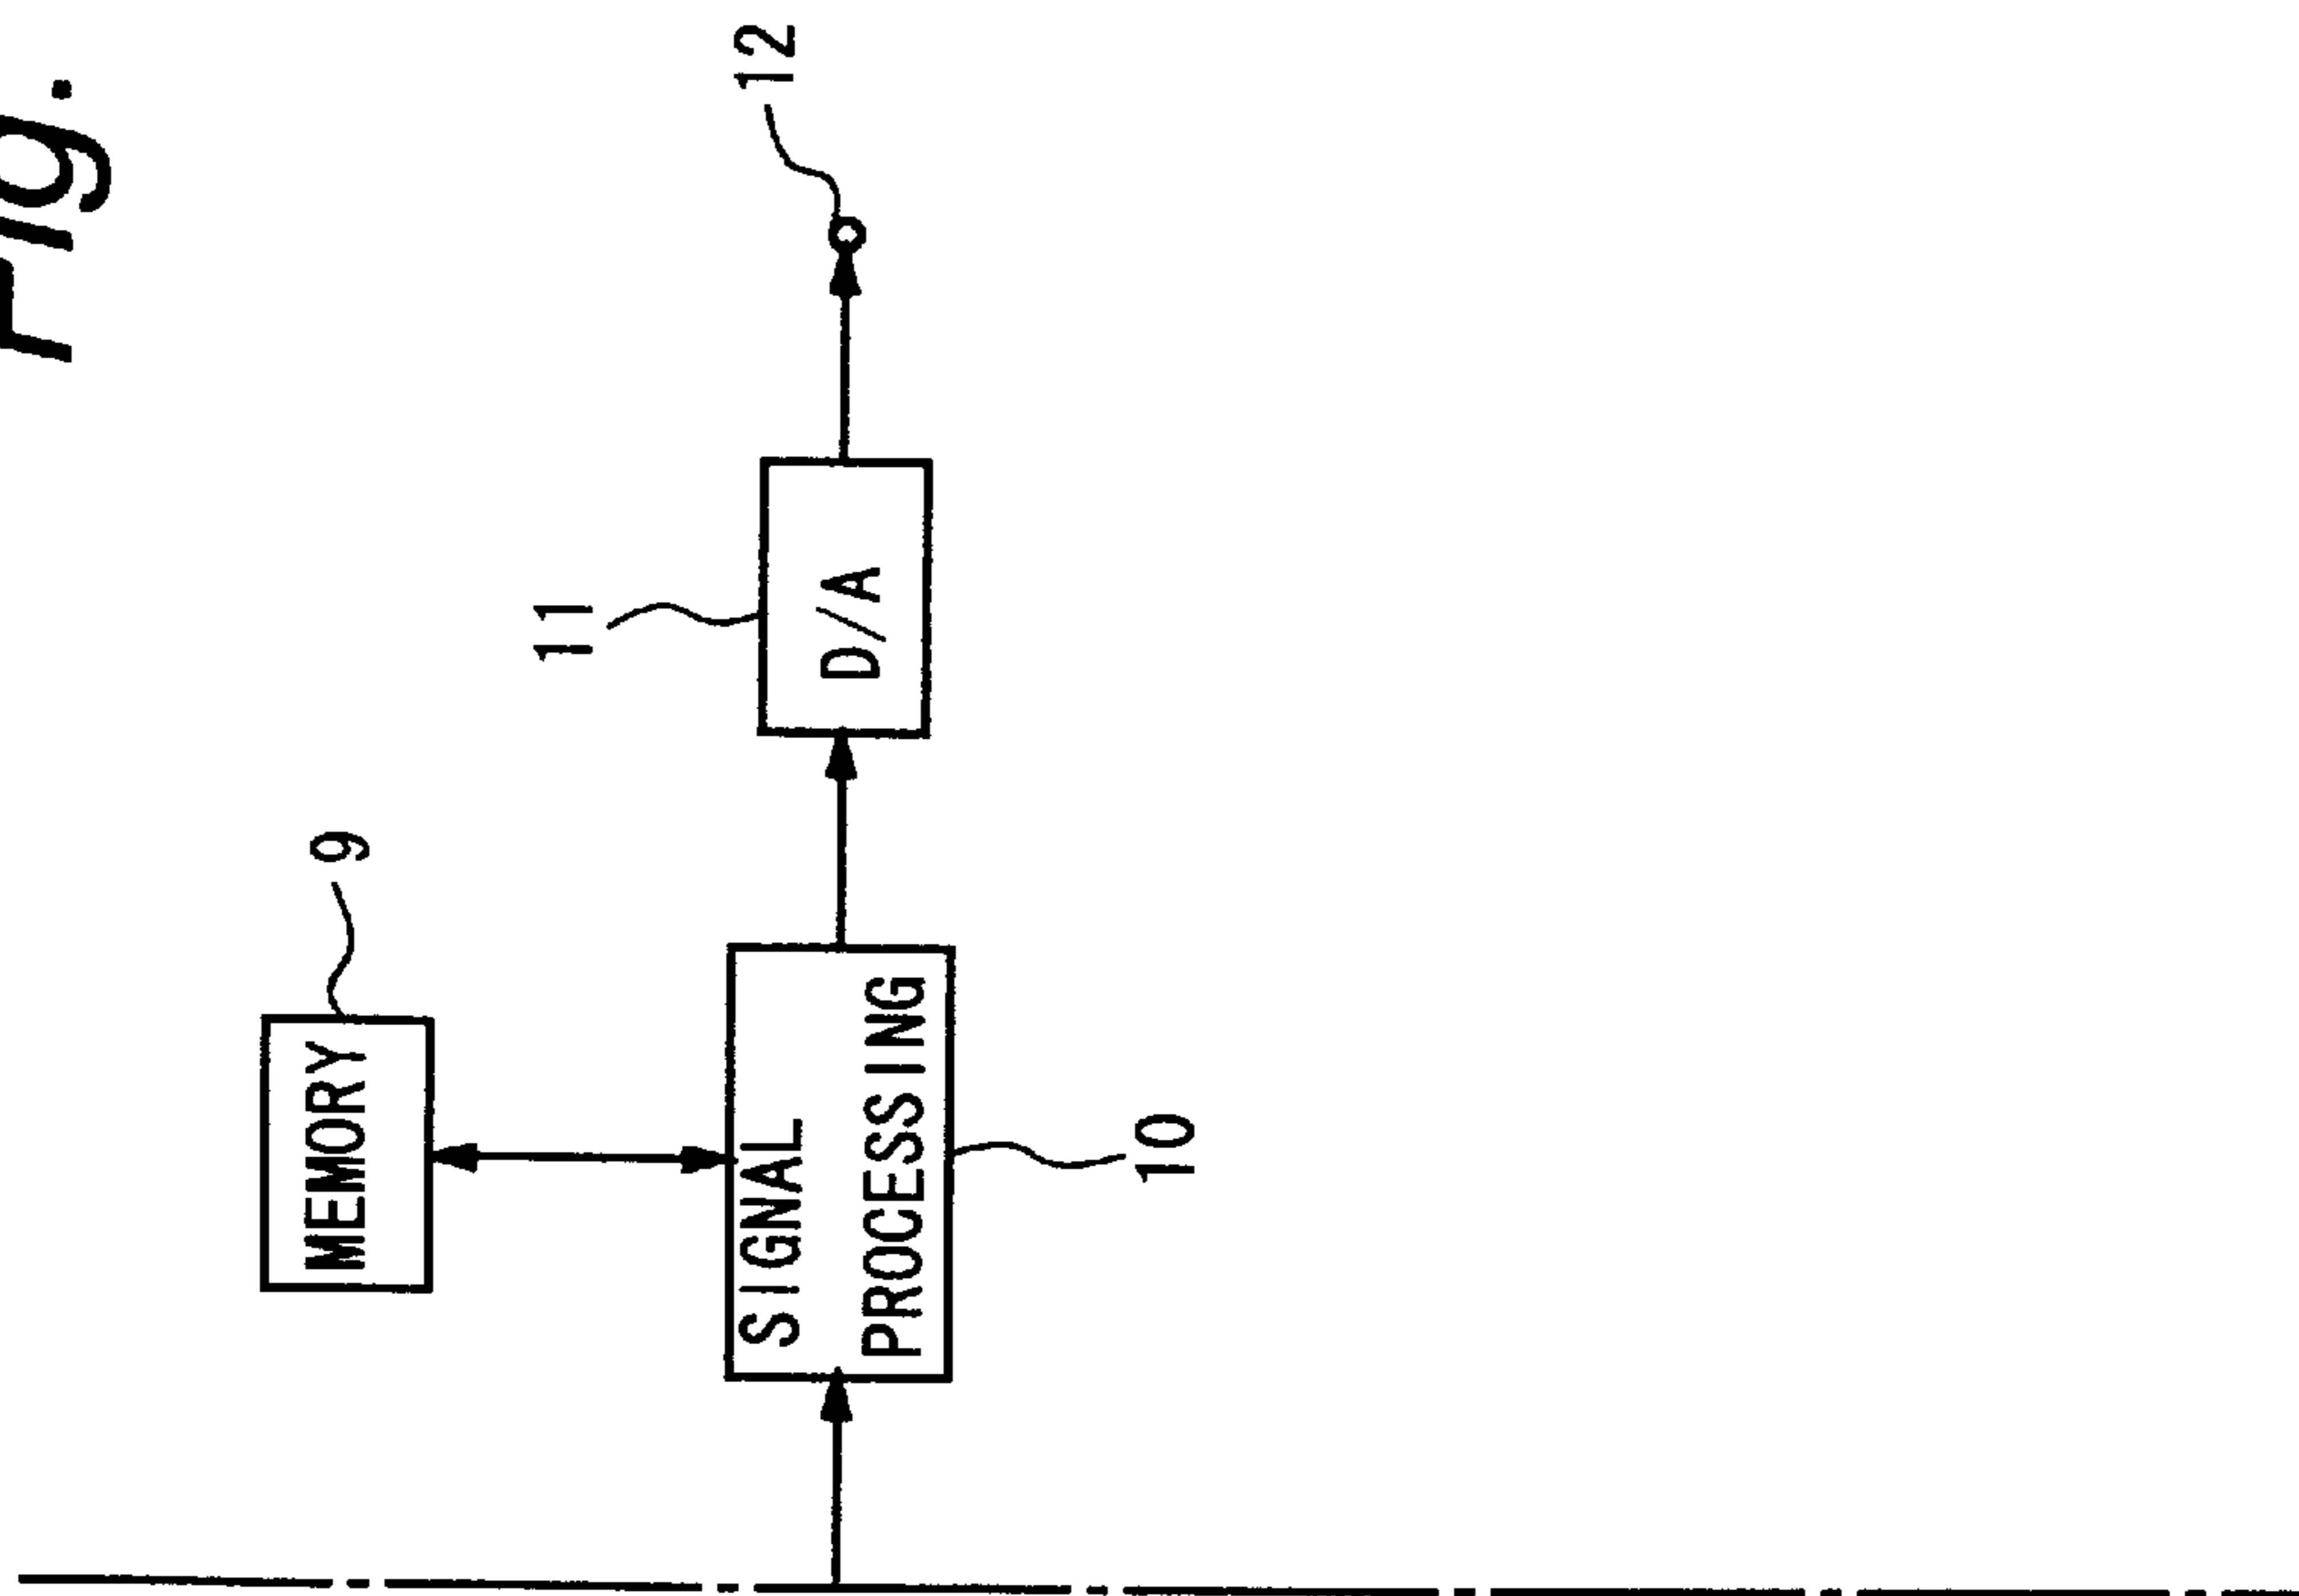 Fig.
MEMORY
9
11
12
SIGNAL
PROCESSING
D/A
10